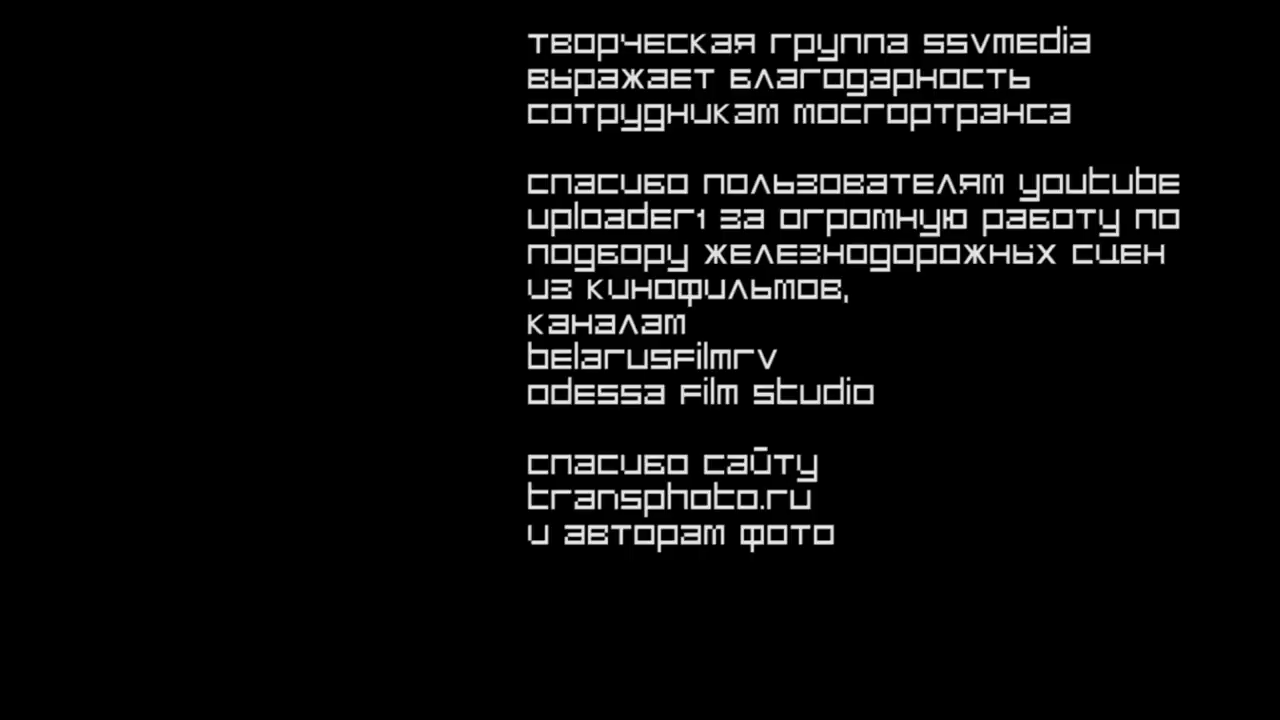 творческая группа ssvmedia
выражает благодарность
сотрудникам мосгортранса
спасибо пользователям youtube
uploader1 за огромную работу по
подбору железнодорожных сцен
из кинофильмов,
каналам
belarusfilmrv
odessa film studio
спасибо сайту
transphoto.ru
и авторам фото